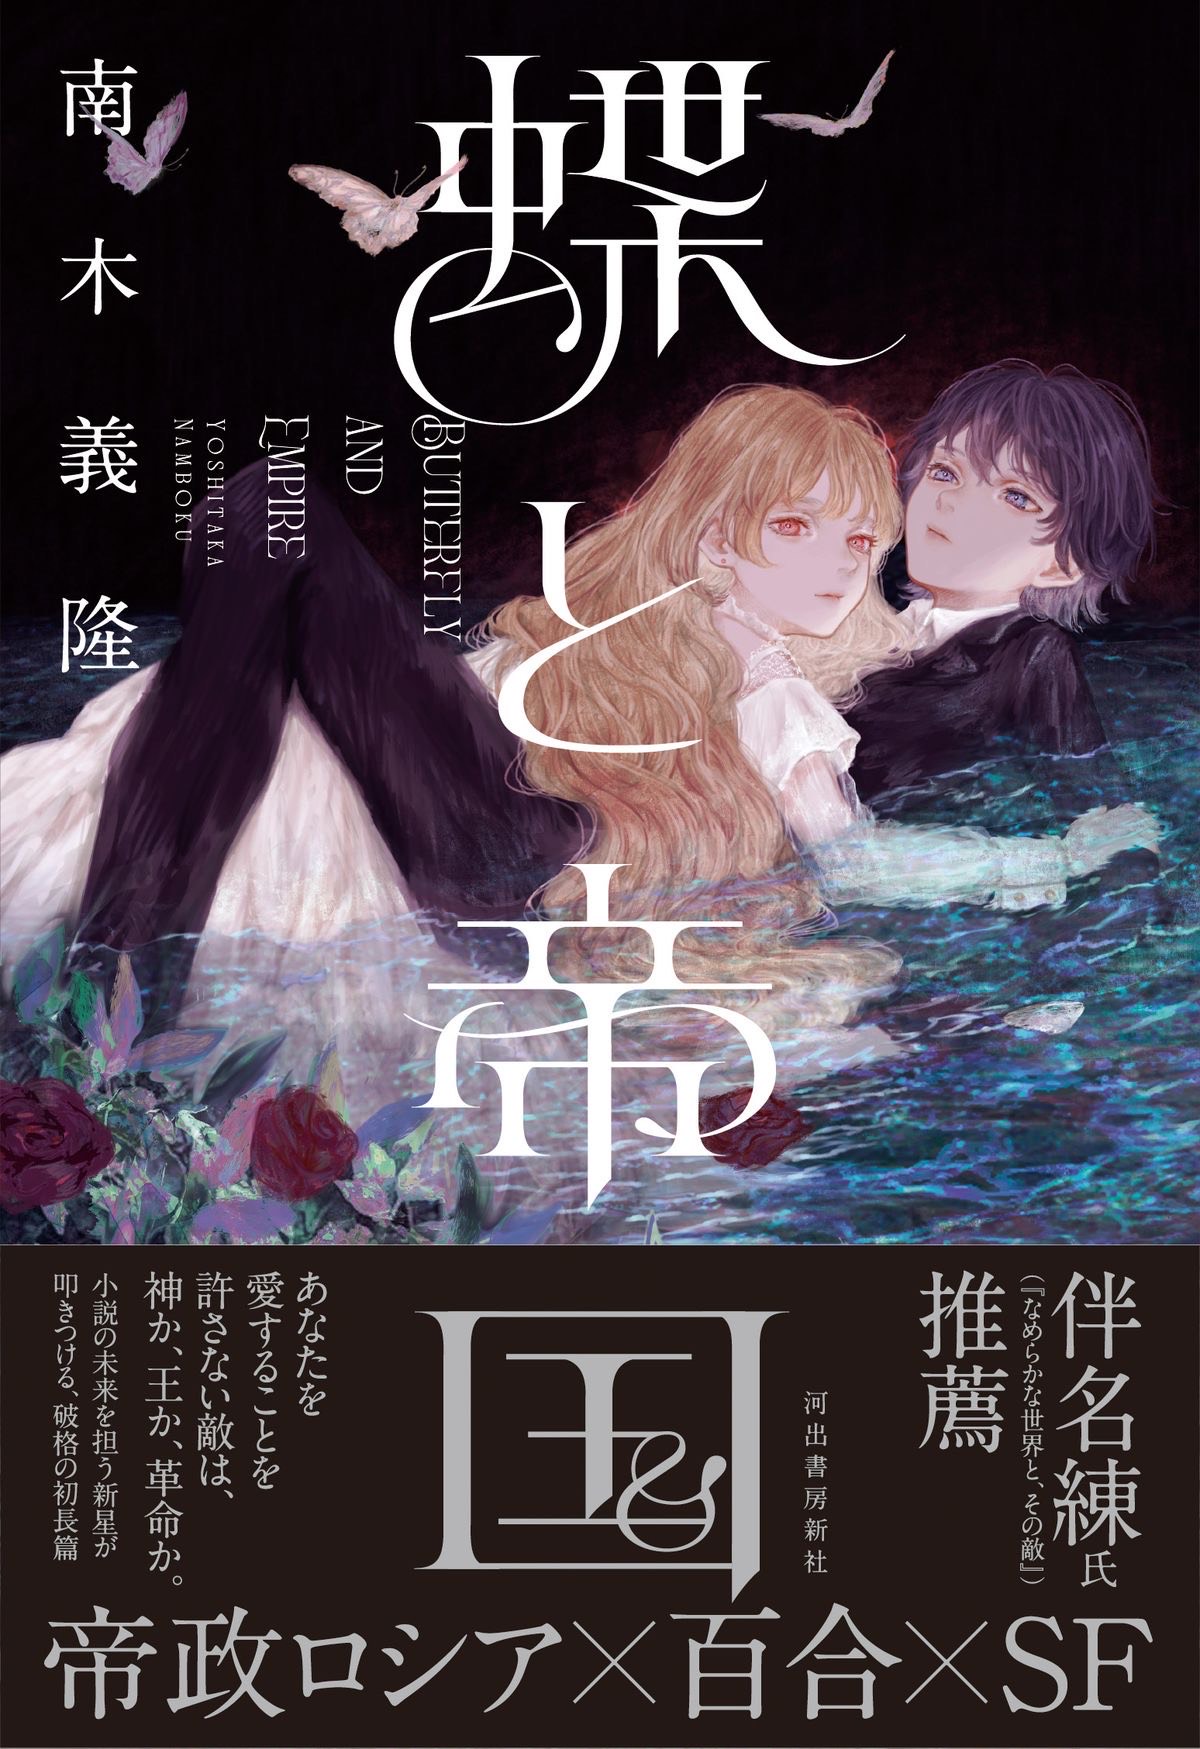 蝶と帝国
BUTTERFLY
AND
EMPIRE
YOSHITAKA
NAMBOKU
南木義隆
伴名練氏
(『なめらかな世界と、その敵』)
推薦
河出書房新社
あなたを
愛することを
許さない敵は、
神か、王か、革命か。
小説の未来を担う新星が
叩きつける、破格の初長篇
帝政ロシア×百合×SF